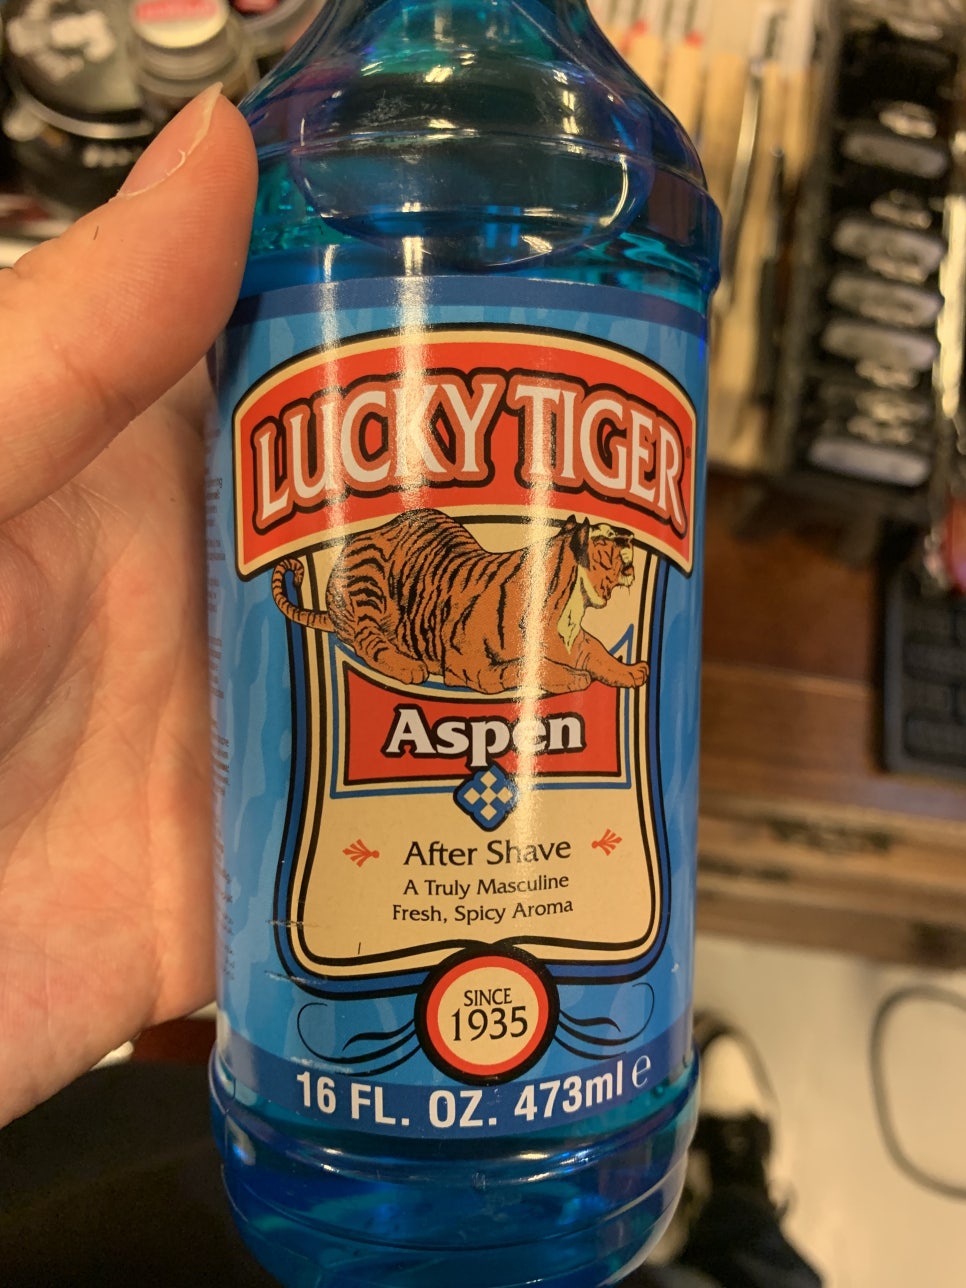 LUCKY TIGER
Aspen
After Shave
A Truly Masculine
Fresh, Spicy Aroma
SINCE
1935
16 FL. OZ. 473ml ℮